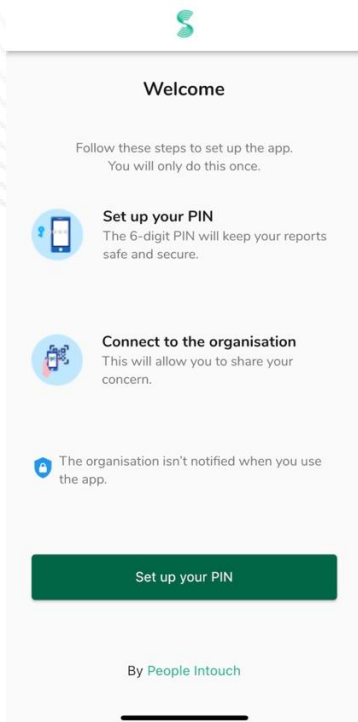 Welcome
Follow these steps to set up the app.
You will only do this once.
Set up your PIN
The 6-digit PIN will keep your reports
safe and secure.
Connect to the organisation
This will allow you to share your
concern.
The organisation isn't notified when you use
the app.
Set up your PIN
By People Intouch